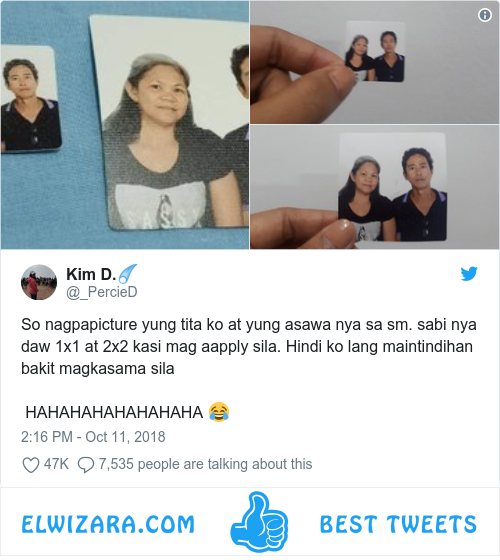 SASSY
Kim D.
@_PercieD
So nagpapicture yung tita ko at yung asawa nya sa sm. sabi nya
daw 1x1 at 2x2 kasi mag aapply sila. Hindi ko lang maintindihan
bakit magkasama sila
HAHAHAHAHAHAHAHA 😂
2:16 PM - Oct 11, 2018
47K 7,535 people are talking about this
ELWIZARA.COM BEST TWEETS